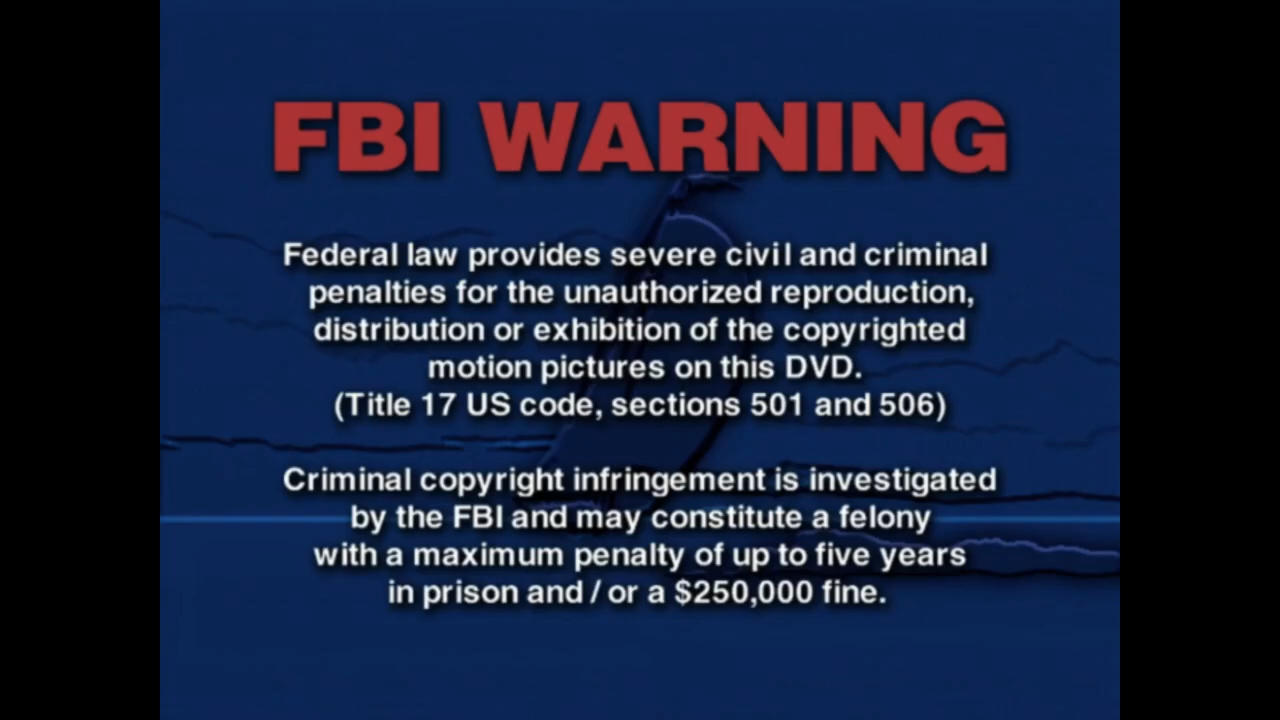 FBI WARNING
Federal law provides severe civil and criminal
penalties for the unauthorized reproduction,
distribution or exhibition of the copyrighted
motion pictures on this DVD.
(Title 17 US code, sections 501 and 506)
Criminal copyright infringement is investigated
by the FBI and may constitute a felony
with a maximum penalty of up to five years
in prison and / or a $250,000 fine.